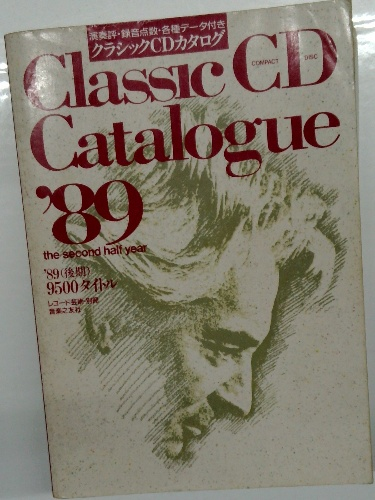 演奏評・録音点数・各種データ付き
クラシックCDカタログ
Classic CD
COMPACT DISC
Catalogue
'89
the second half year
'89(後期)
9500タイトル
レコード芸術・別冊
音楽之友社